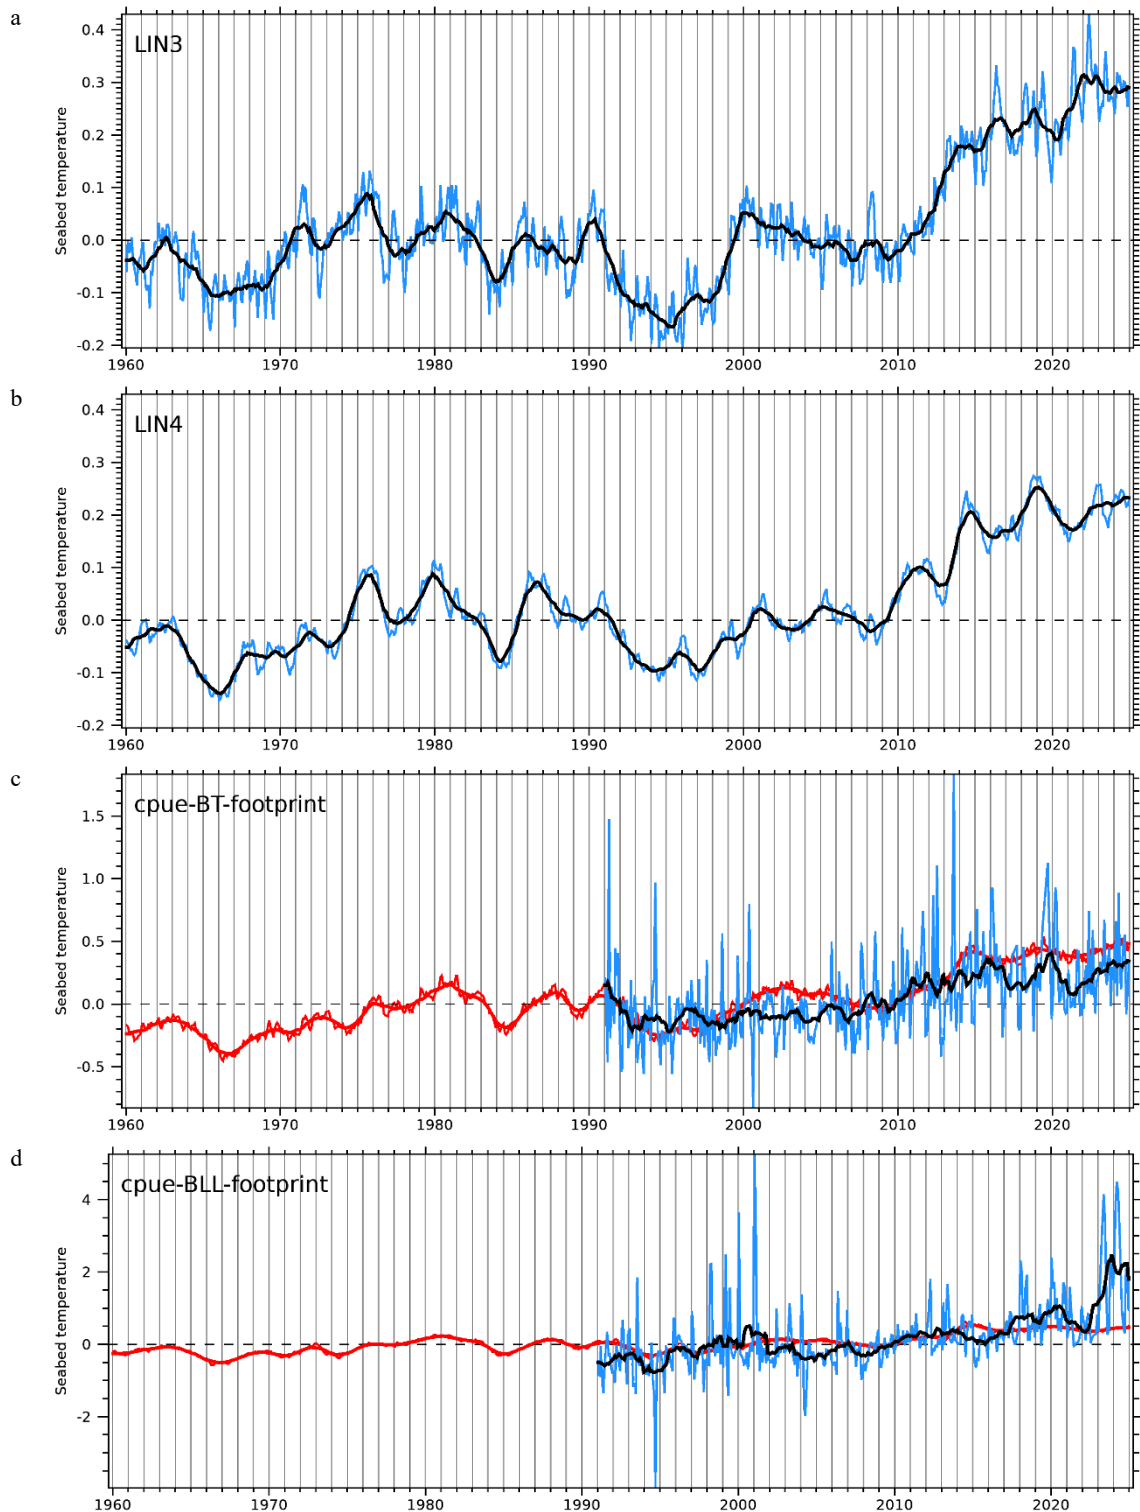 a
LIN3
Seabed temperature
0.4
0.3
0.2
0.1
0.0
-0.1
-0.2
1960 1970 1980 1990 2000 2010 2020
b
LIN4
Seabed temperature
0.4
0.3
0.2
0.1
0.0
-0.1
-0.2
1960 1970 1980 1990 2000 2010 2020
c
cpue-BT-footprint
Seabed temperature
1.5
1.0
0.5
0.0
-0.5
1960 1970 1980 1990 2000 2010 2020
d
cpue-BLL-footprint
Seabed temperature
4
2
0
-2
1960 1970 1980 1990 2000 2010 2020